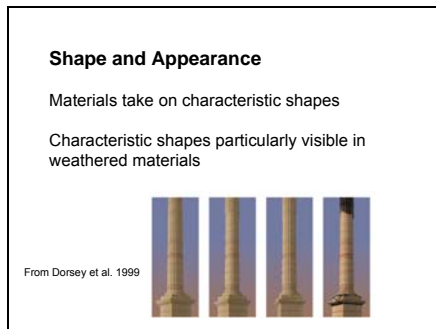 Shape and Appearance
Materials take on characteristic shapes
Characteristic shapes particularly visible in
weathered materials
From Dorsey et al. 1999